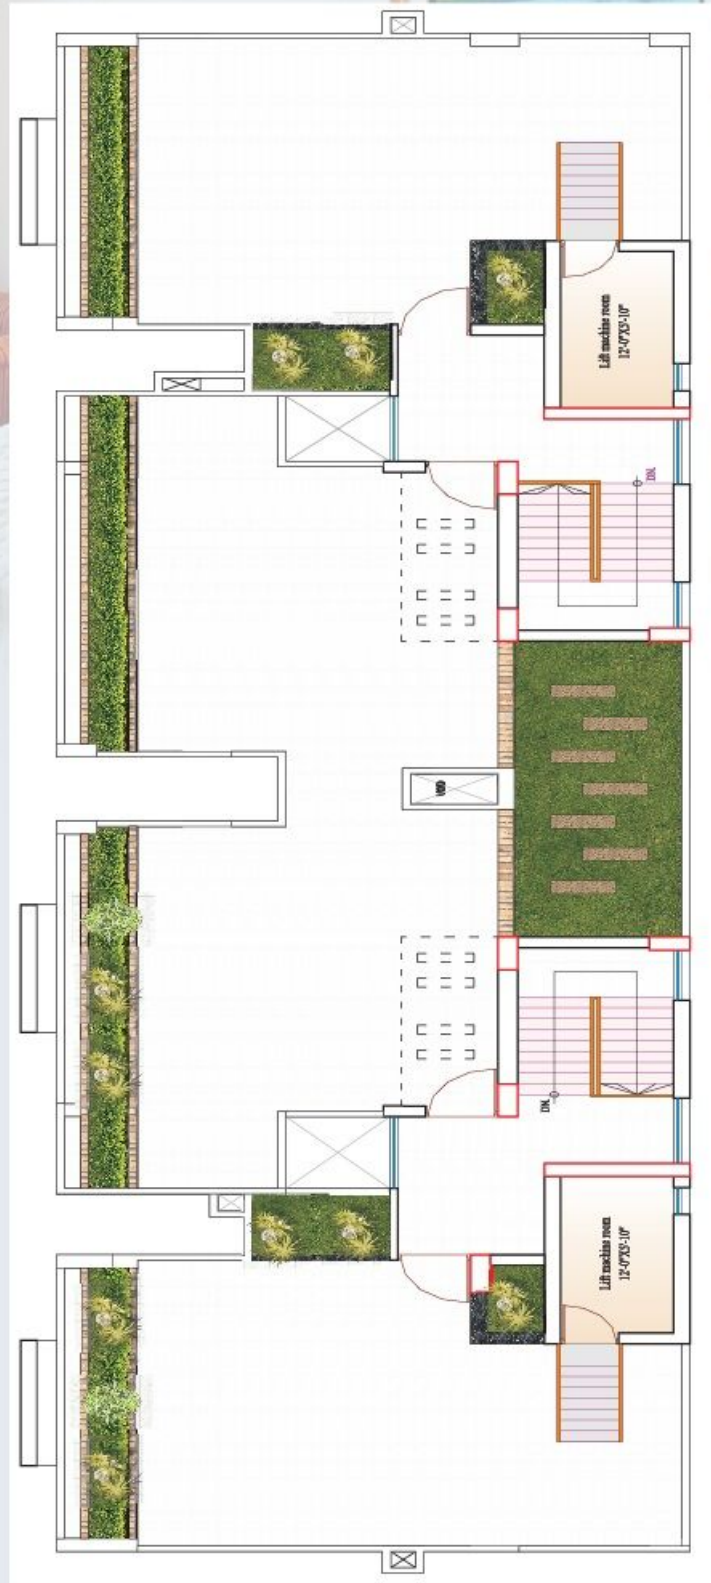 Lift machine room
12'-0"X5'-10"
DN.
DN.
Lift machine room
12'-0"X5'-10"